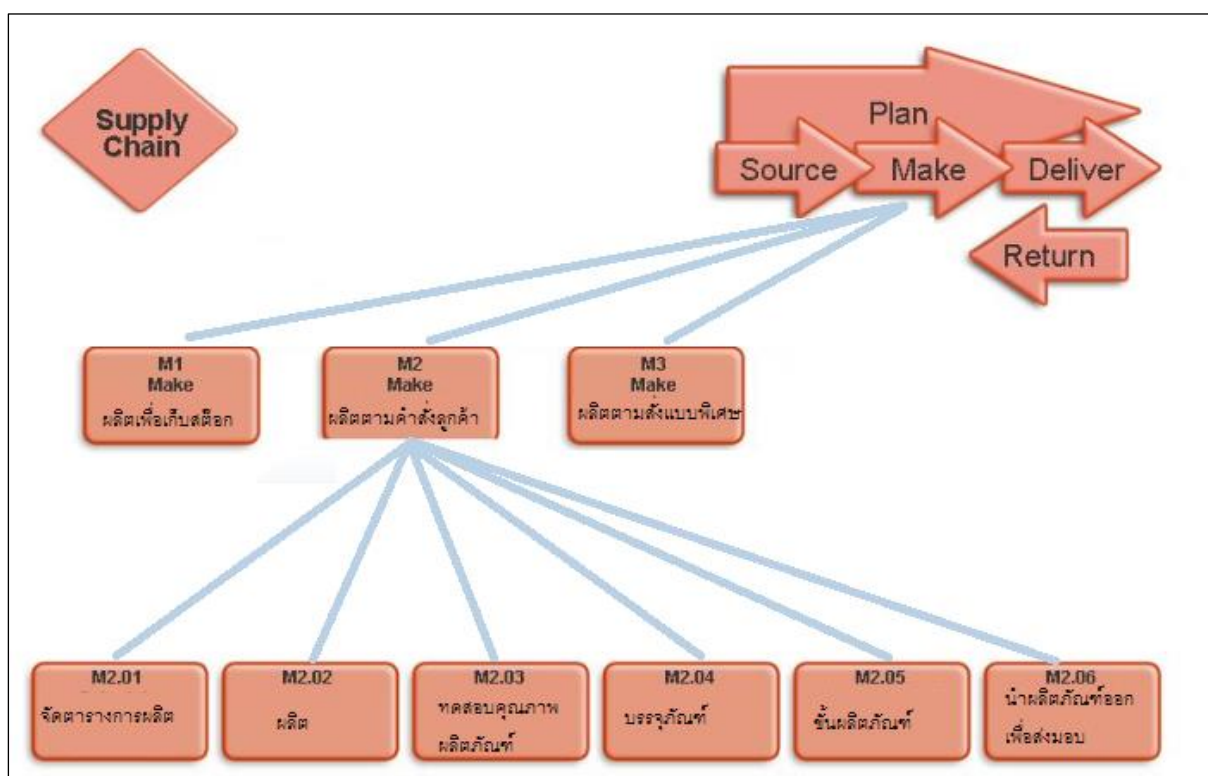 Supply
Chain
Plan
Source
Make
Deliver
Return
M1
Make
ผลิตเพื่อเก็บสต็อก
M2
Make
ผลิตตามคำสั่งลูกค้า
M3
Make
ผลิตตามสั่งแบบพิเศษ
M2.01
จัดตารางการผลิต
M2.02
ผลิต
M2.03
ทดสอบคุณภาพ
ผลิตภัณฑ์
M2.04
บรรจุภัณฑ์
M2.05
ขั้นผลิตภัณฑ์
M2.06
นำผลิตภัณฑ์ออก
เพื่อส่งมอบ